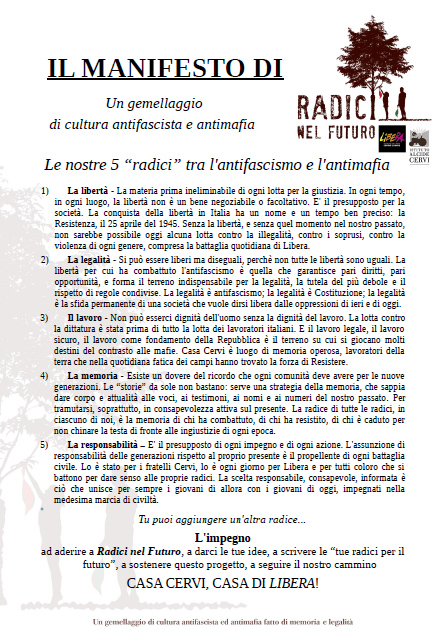 IL MANIFESTO DI
Un gemellaggio
di cultura antifascista e antimafia
RADICI
NEL FUTURO
LIBERA
ISTITUTO
ALCIDE
CERVI
Le nostre 5 “radici” tra l'antifascismo e l'antimafia
1) La libertà - La materia prima ineliminabile di ogni lotta per la giustizia. In ogni tempo,
in ogni luogo, la libertà non è un bene negoziabile o facoltativo. E' il presupposto per la
società. La conquista della libertà in Italia ha un nome e un tempo ben preciso: la
Resistenza, il 25 aprile del 1945. Senza la libertà, e senza quel momento nel nostro passato,
non sarebbe possibile oggi alcuna lotta contro la illegalità, contro i soprusi, contro la
violenza di ogni genere, compresa la battaglia quotidiana di Libera.
2) La legalità - Si può essere liberi ma diseguali, perchè non tutte le libertà sono uguali. La
libertà per cui ha combattuto l'antifascismo è quella che garantisce pari diritti, pari
opportunità, e forma il terreno indispensabile per la legalità, la tutela del più debole e il
rispetto di regole condivise. La legalità è antifascismo; la legalità è Costituzione; la legalità
è la sfida permanente di una società che vuole dirsi libera dalle oppressioni di ieri e di oggi.
3) Il lavoro - Non può esserci dignità dell'uomo senza la dignità del lavoro. La lotta contro
la dittatura è stata prima di tutto la lotta dei lavoratori italiani. E il lavoro legale, il lavoro
sicuro, il lavoro come fondamento della Repubblica è il terreno su cui si giocano molti
destini del contrasto alle mafie. Casa Cervi è luogo di memoria operosa, lavoratori della
terra che nella quotidiana fatica dei campi hanno trovato la forza di Resistere.
4) La memoria - Esiste un dovere del ricordo che ogni comunità deve avere per le nuove
generazioni. Le “storie” da sole non bastano: serve una strategia della memoria, che sappia
dare corpo e attualità alle voci, ai testimoni, ai nomi e ai numeri del nostro passato. Per
tramutarsi, soprattutto, in consapevolezza attiva sul presente. La radice di tutte le radici, in
ciascuno di noi, è la memoria di chi ha combattuto, di chi ha resistito, di chi è caduto per
non chinare la testa di fronte alle ingiustizie di ogni epoca.
5) La responsabilità – E' il presupposto di ogni impegno e di ogni azione. L'assunzione di
responsabilità delle generazioni rispetto al proprio presente è il propellente di ogni battaglia
civile. Lo è stato per i fratelli Cervi, lo è ogni giorno per Libera e per tutti coloro che si
battono per dare senso alle proprie radici. La scelta responsabile, consapevole, informata è
ciò che unisce per sempre i giovani di allora con i giovani di oggi, impegnati nella
medesima marcia di civiltà.
Tu puoi aggiungere un'altra radice...
L'impegno
ad aderire a Radici nel Futuro, a darci le tue idee, a scrivere le “tue radici per il
futuro”, a sostenere questo progetto, a seguire il nostro cammino
CASA CERVI, CASA DI LIBERA!
Un gemellaggio di cultura antifascista ed antimafia fatto di memoria e legalità